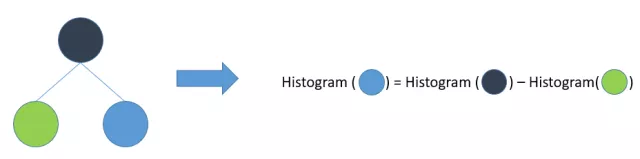 Histogram ( ) = Histogram ( ) – Histogram( )